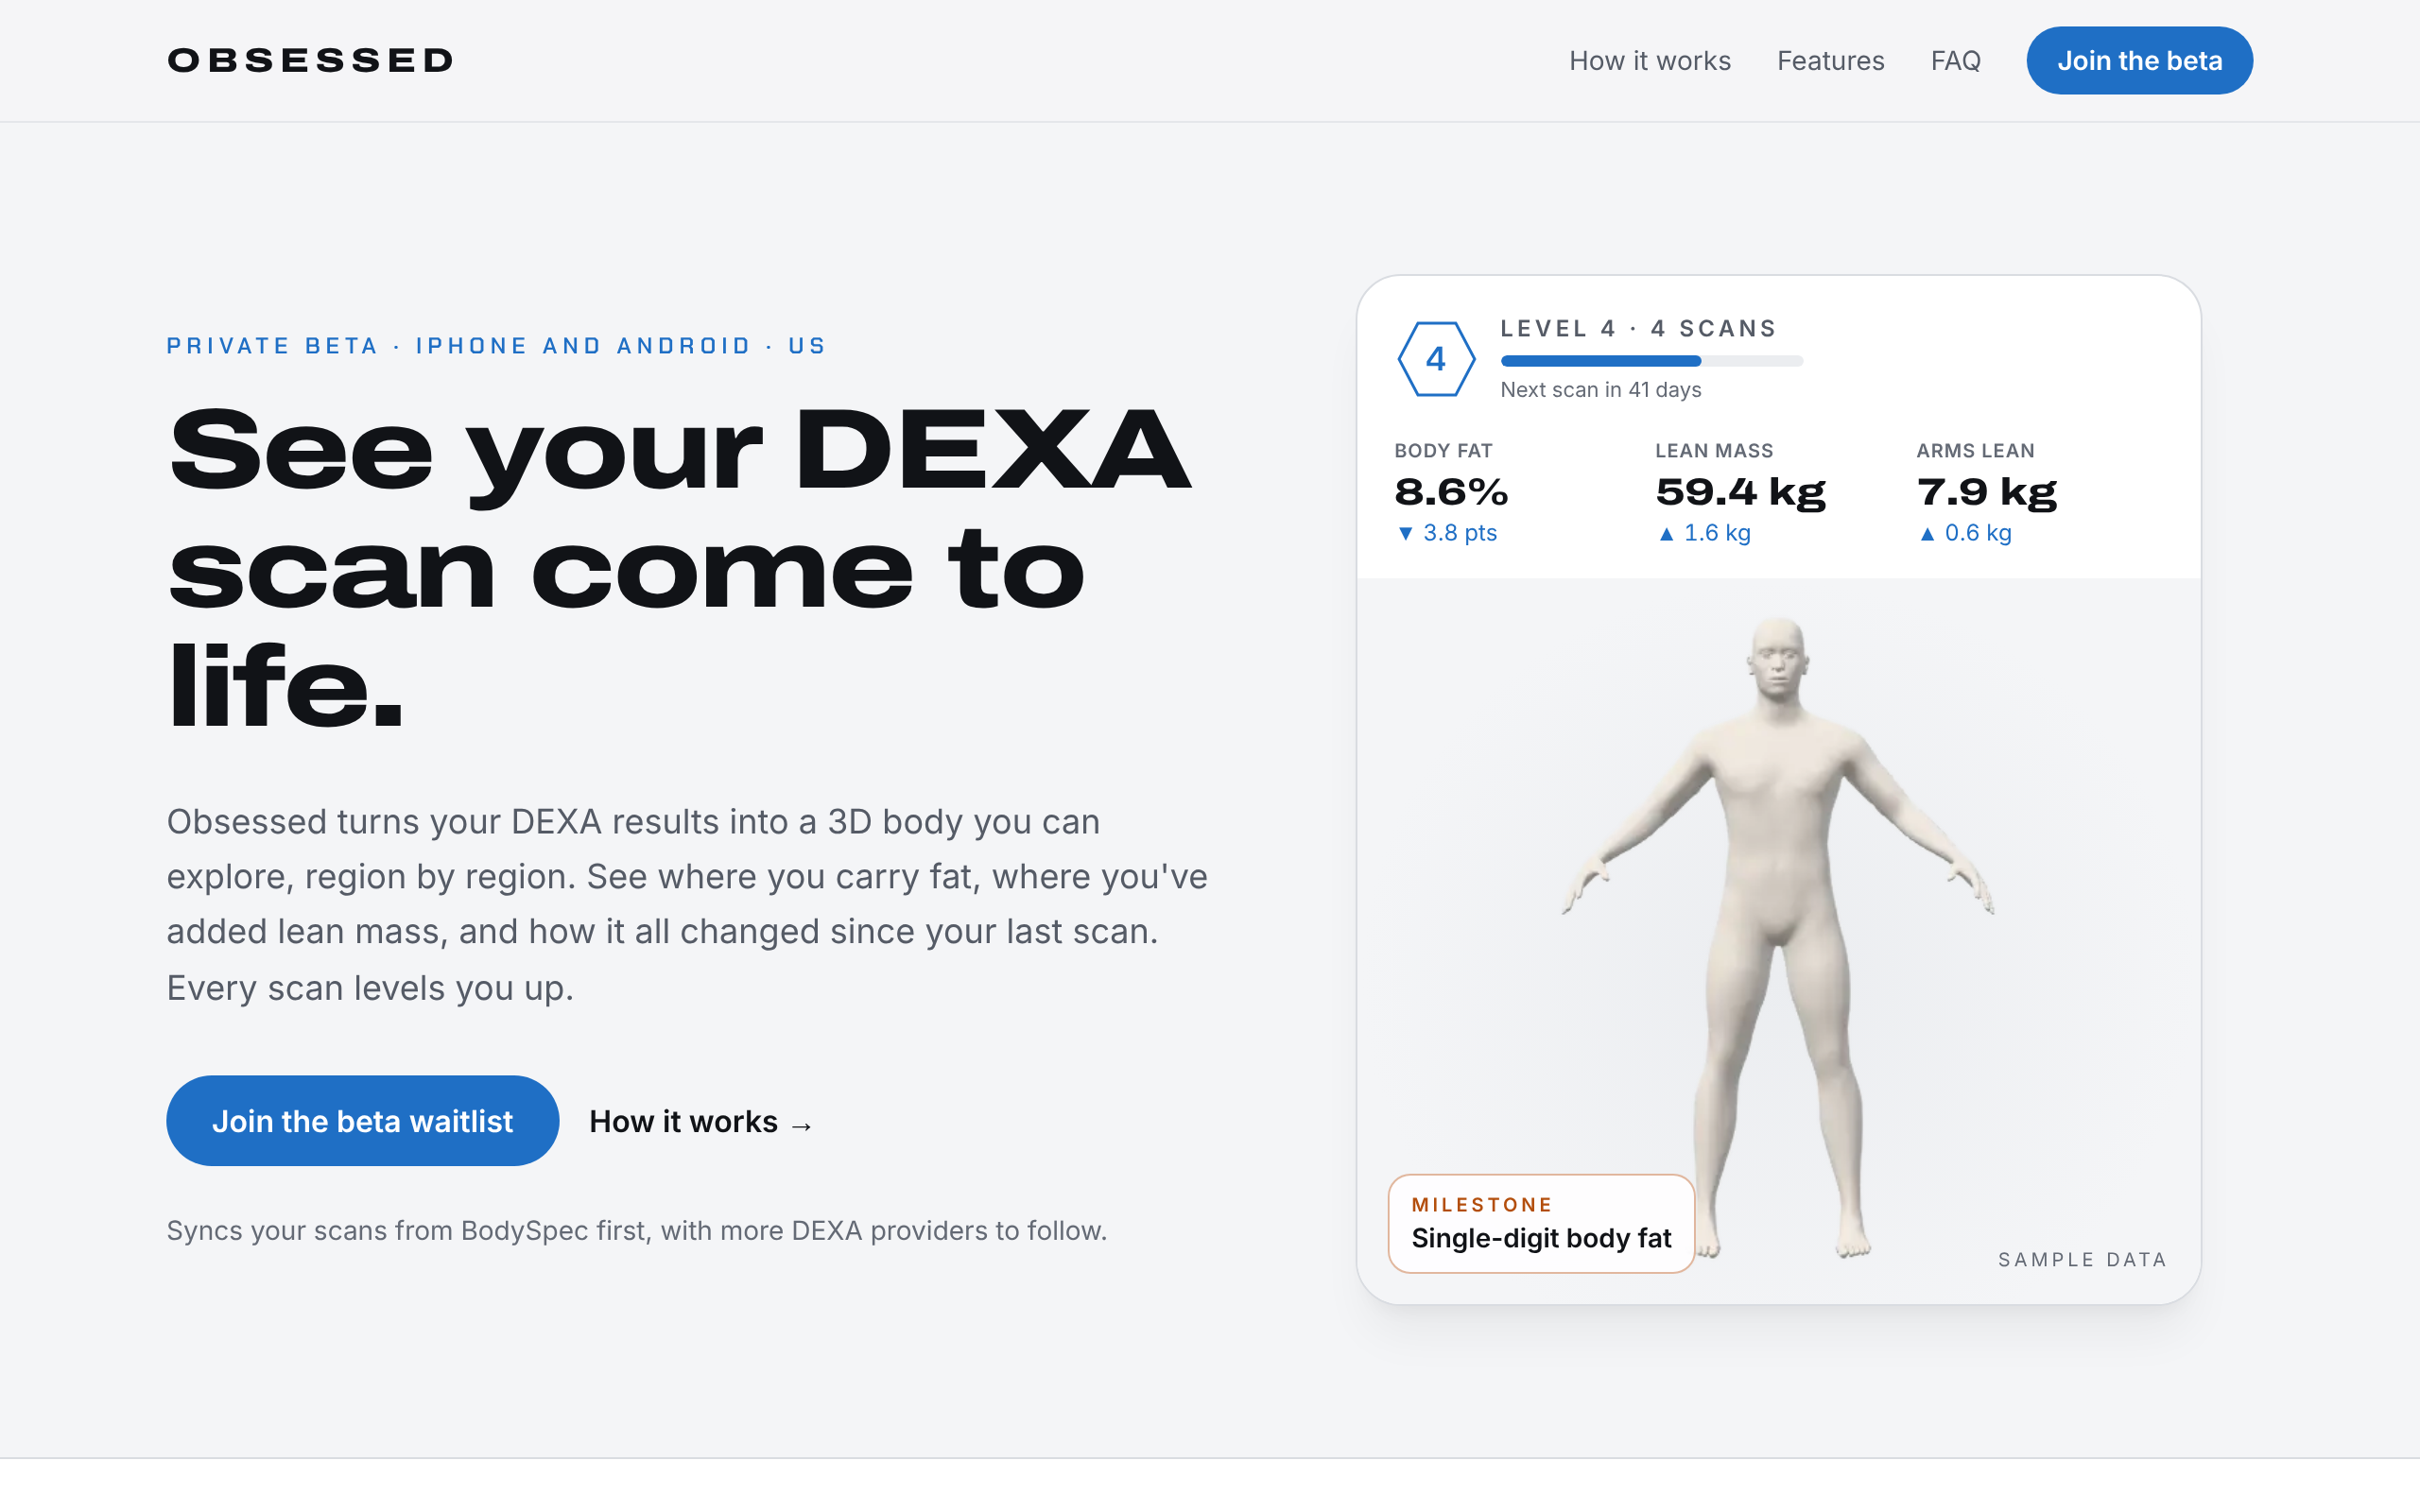 OBSESSED
How it works
Features
FAQ
Join the beta
PRIVATE BETA · IPHONE AND ANDROID · US
See your DEXA
scan come to
life.
Obsessed turns your DEXA results into a 3D body you can
explore, region by region. See where you carry fat, where you've
added lean mass, and how it all changed since your last scan.
Every scan levels you up.
Join the beta waitlist
How it works →
Syncs your scans from BodySpec first, with more DEXA providers to follow.
4
LEVEL 4 · 4 SCANS
Next scan in 41 days
BODY FAT
8.6%
▼ 3.8 pts
LEAN MASS
59.4 kg
▲ 1.6 kg
ARMS LEAN
7.9 kg
▲ 0.6 kg
MILESTONE
Single-digit body fat
SAMPLE DATA